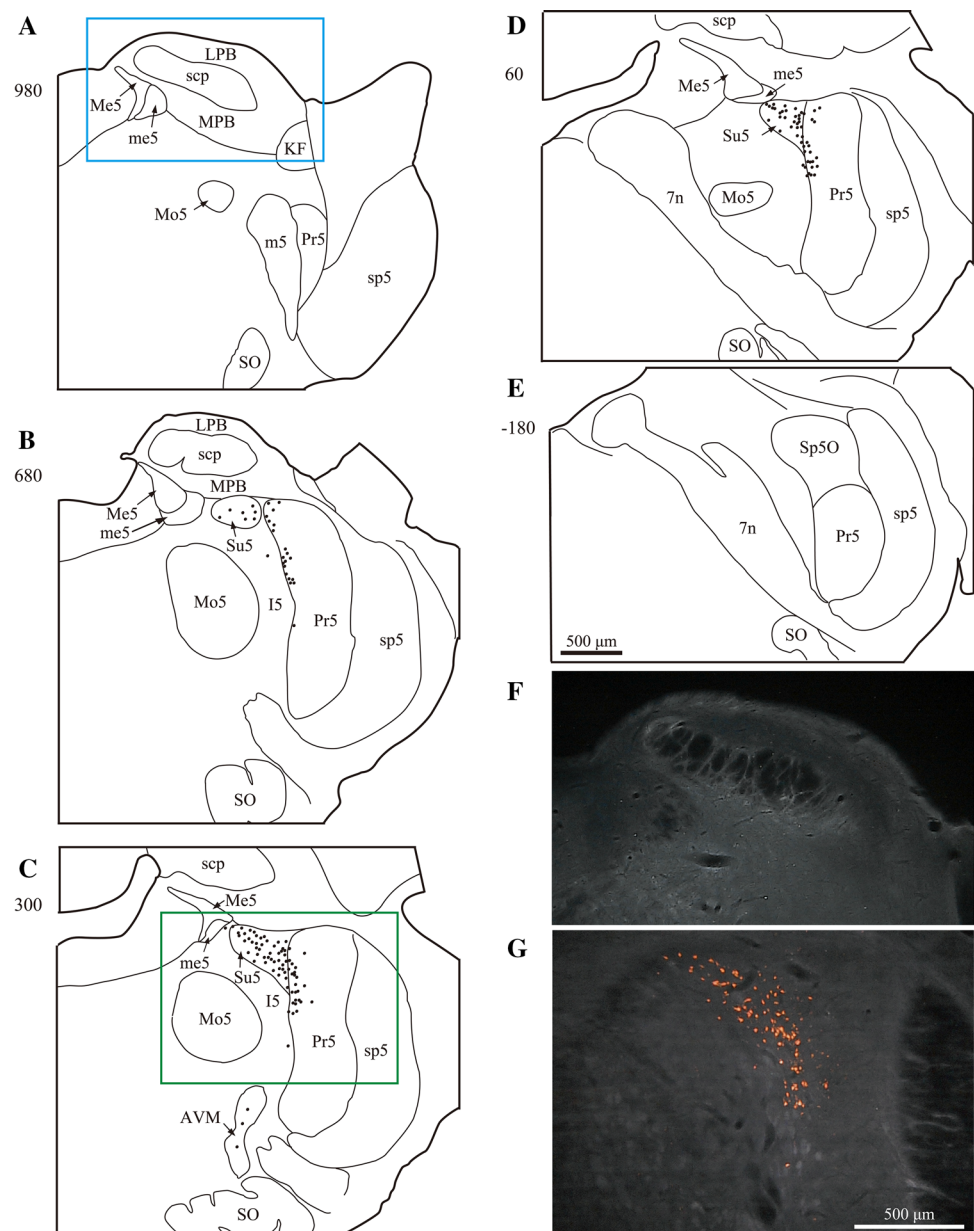 A
980
LPB
scp
Me5
me5
MPB
KF
Mo5
m5
Pr5
sp5
SO
B
680
LPB
scp
MPB
Me5
me5
Su5
Mo5
I5
Pr5
sp5
SO
C
300
scp
Me5
me5
Su5
I5
Mo5
Pr5
sp5
AVM
SO
D
60
scp
Me5
me5
Su5
7n
Mo5
Pr5
sp5
SO
E
-180
Sp5O
sp5
7n
Pr5
SO
500 μm
F
G
500 μm